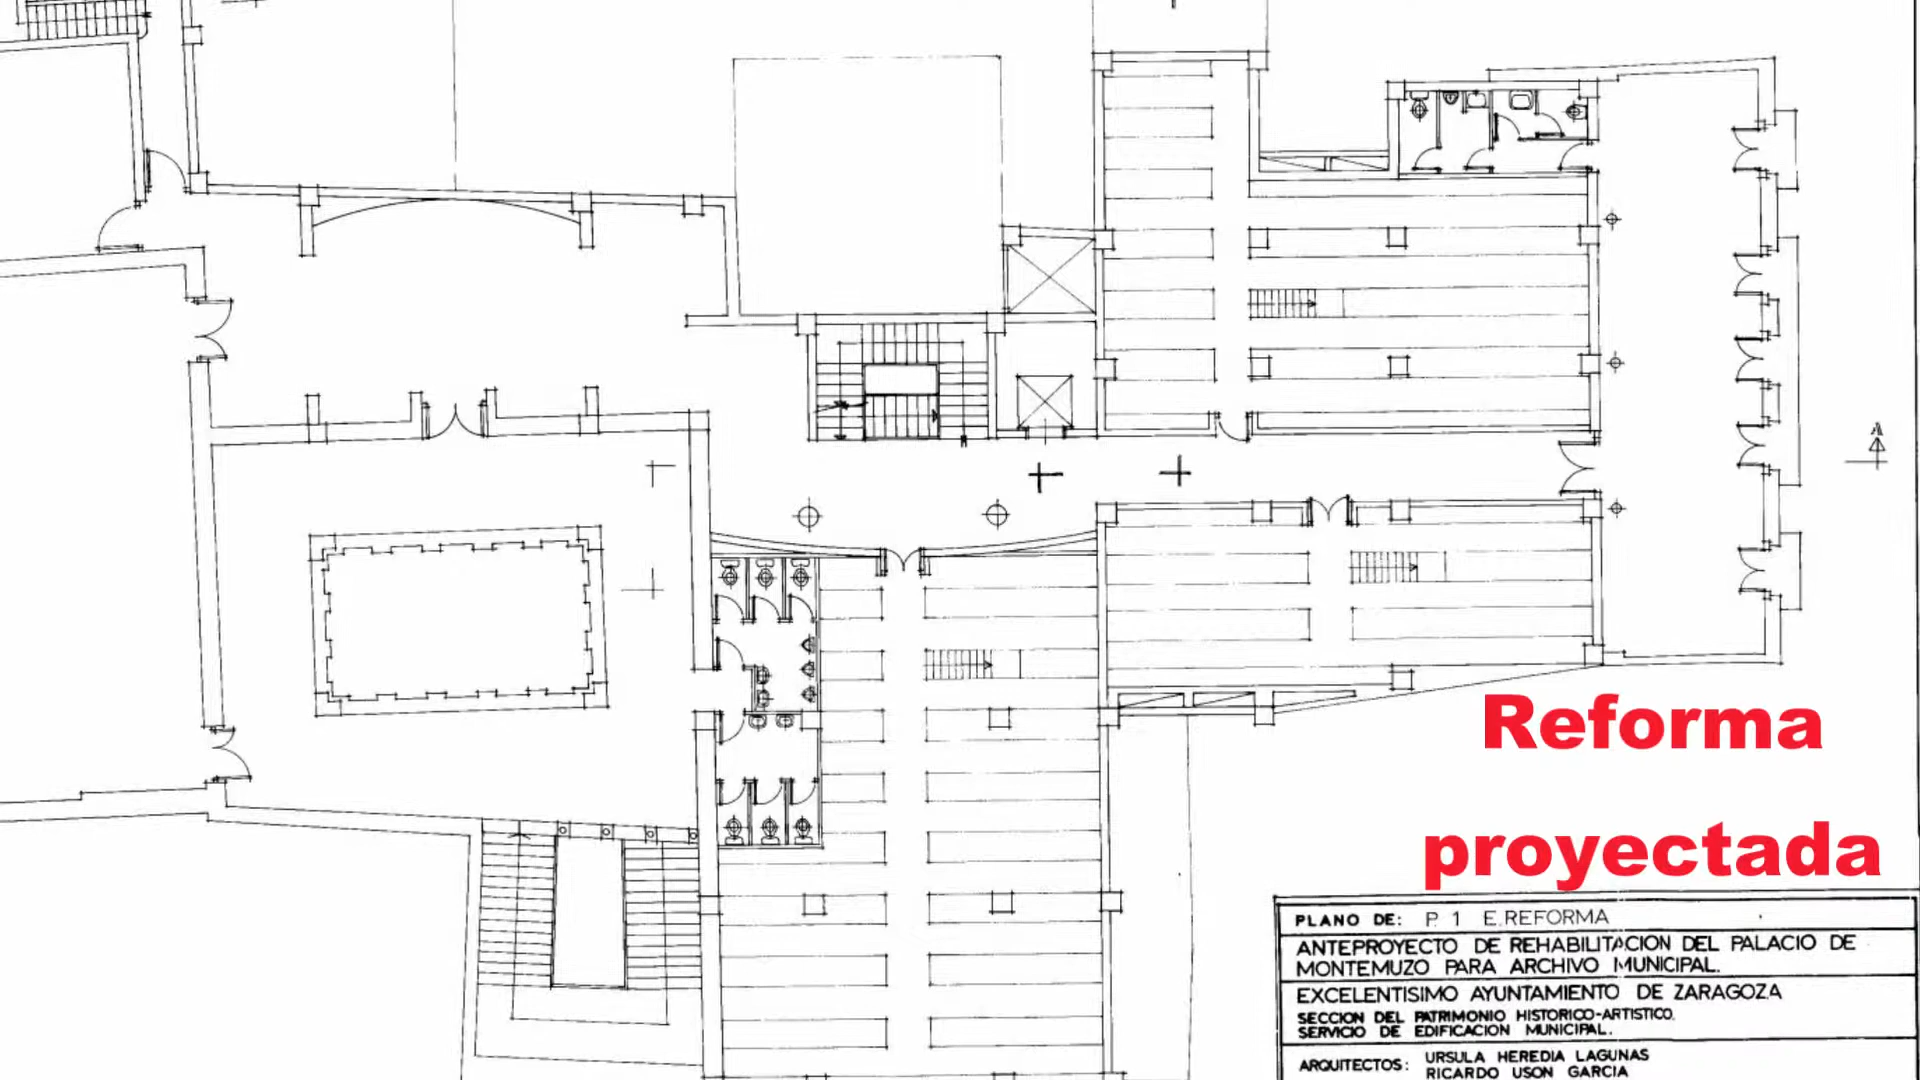 Reforma
proyectada
PLANO DE: P. 1 E.REFORMA
ANTEPROYECTO DE REHABILITACION DEL PALACIO DE
MONTEMUZO PARA ARCHIVO MUNICIPAL.
EXCELENTISIMO AYUNTAMIENTO DE ZARAGOZA
SECCION DEL PATRIMONIO HISTORICO-ARTISTICO.
SERVICIO DE EDIFICACION MUNICIPAL.
ARQUITECTOS: URSULA HEREDIA LAGUNAS
RICARDO USON GARCIA